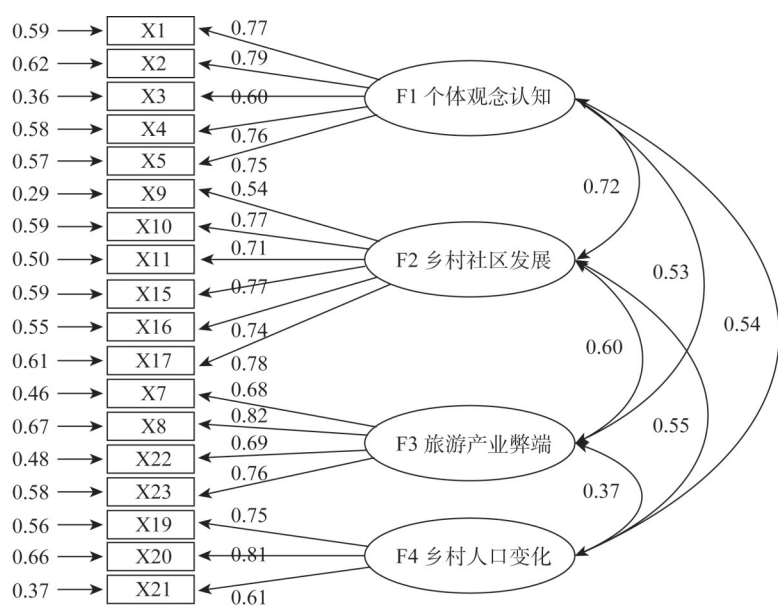 0.59 X1 0.77
0.62 X2 0.79
0.36 X3 0.60 F1 个体观念认知
0.58 X4 0.76
0.57 X5 0.75
0.29 X9 0.54 0.72
0.59 X10 0.77
0.50 X11 0.71 F2 乡村社区发展 0.53
0.59 X15 0.77
0.55 X16 0.74 0.54
0.61 X17 0.78 0.60
0.46 X7 0.68
0.67 X8 0.82 0.55
0.48 X22 0.69 F3 旅游产业弊端
0.58 X23 0.76 0.37
0.56 X19 0.75
0.66 X20 0.81 F4 乡村人口变化
0.37 X21 0.61